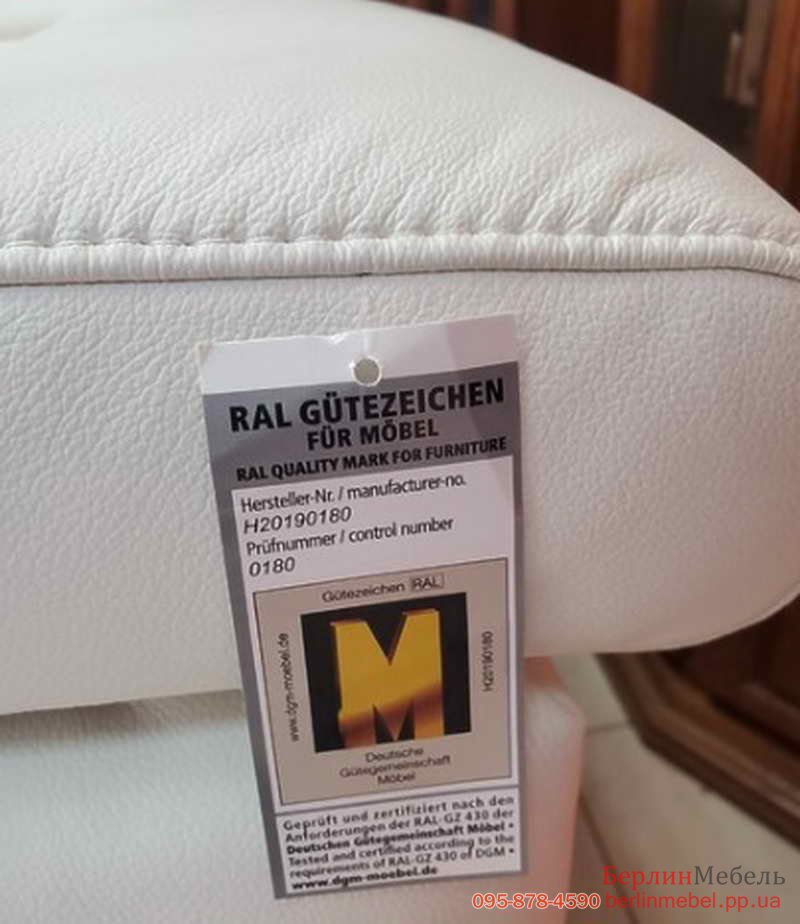 RAL GÜTEZEICHEN
FÜR MÖBEL
RAL QUALITY MARK FOR FURNITURE
Hersteller-Nr. / manufacturer-no.
H20190180
Prüfnummer / control number
0180
Gütezeichen RAL
www.dgm-moebel.de
M
H20190180
Deutsche
Gütegemeinschaft
Möbel
Geprüft und zertifiziert nach den
Anforderungen der RAL-GZ 430 der
Deutschen Gütegemeinschaft Möbel •
Tested and certified according to the
requirements of RAL-GZ 430 of DGM •
www.dgm-moebel.de
БерлинМебель
095-878-4590 berlinmebel.pp.ua